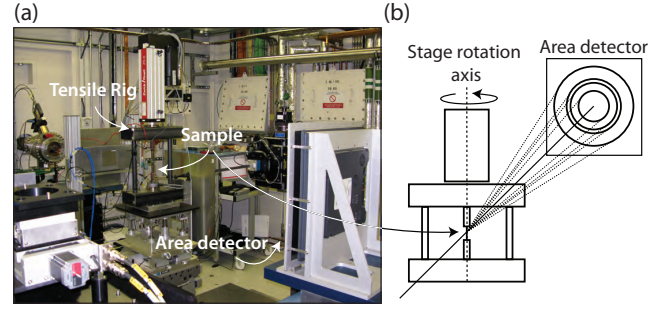 (a)
Tensile Rig
Sample
Area detector
(b)
Stage rotation
axis
Area detector